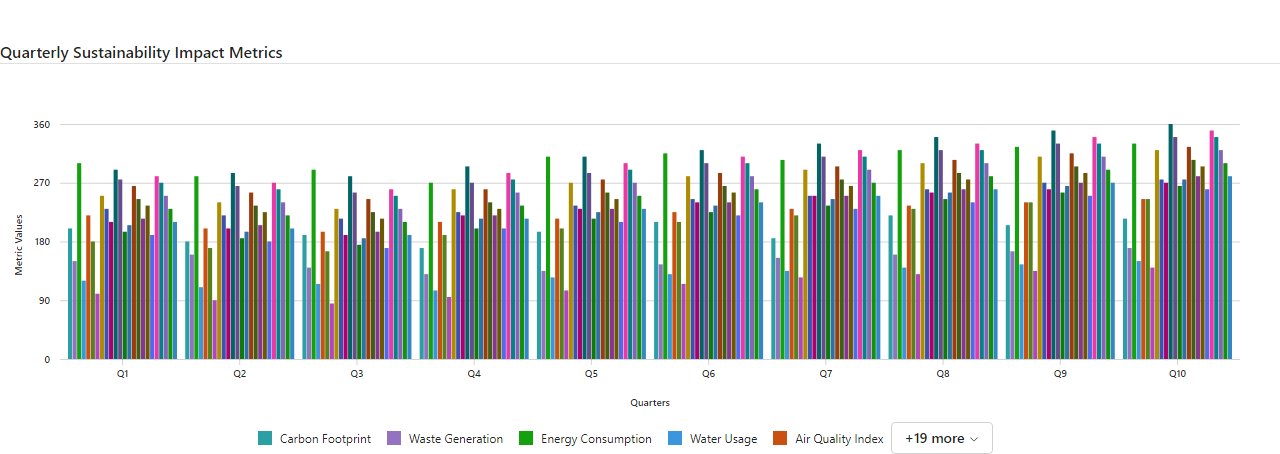 Quarterly Sustainability Impact Metrics
360
270
180
90
0
Metric Values
Q1 Q2 Q3 Q4 Q5 Q6 Q7 Q8 Q9 Q10
Quarters
Carbon Footprint Waste Generation Energy Consumption Water Usage Air Quality Index +19 more